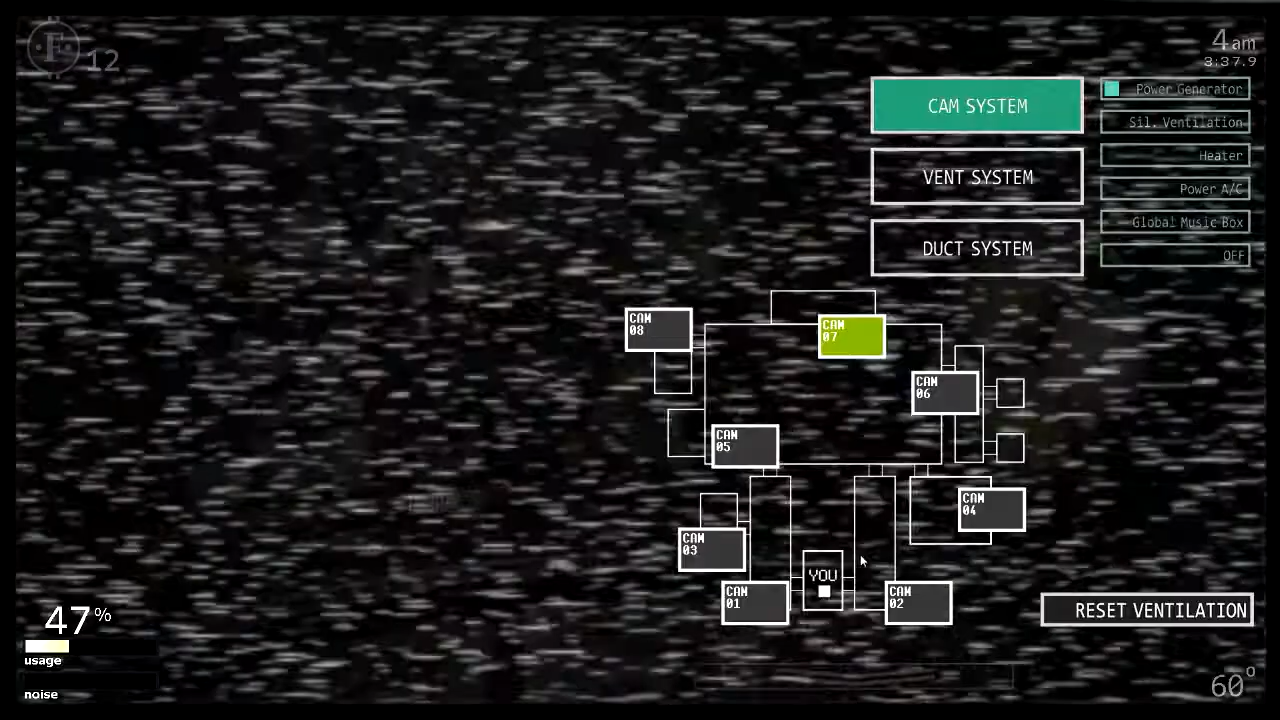 F 12
4am
3:37.9
CAM SYSTEM
VENT SYSTEM
DUCT SYSTEM
Power Generator
Sil. Ventilation
Heater
Power A/C
Global Music Box
OFF
CAM 08
CAM 07
CAM 06
CAM 05
CAM 04
CAM 03
YOU
CAM 01
CAM 02
RESET VENTILATION
47%
usage
noise
60°